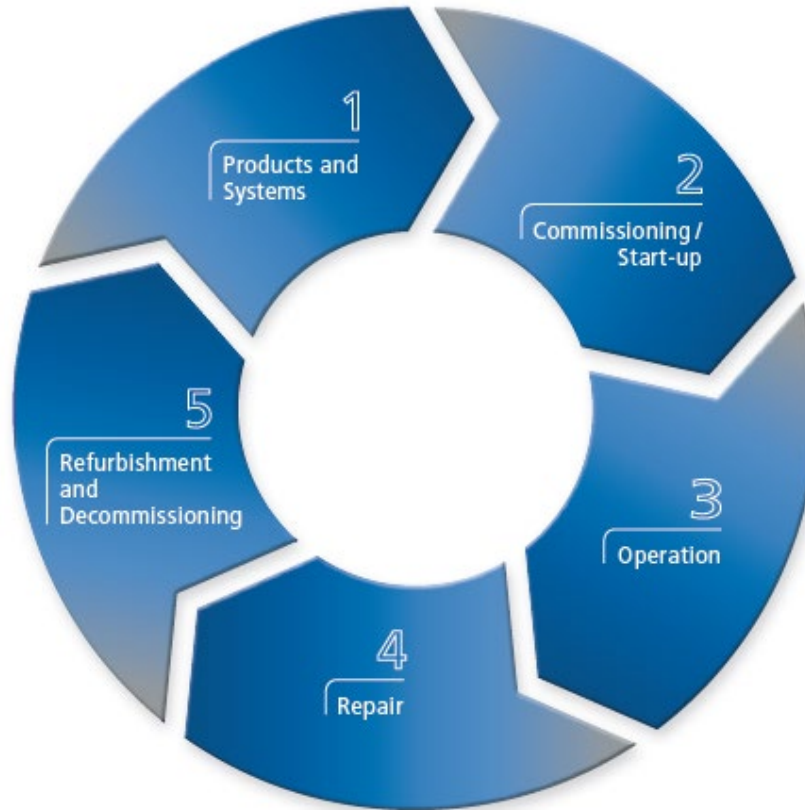 1
Products and
Systems
2
Commissioning /
Start-up
3
Operation
4
Repair
5
Refurbishment
and
Decommissioning